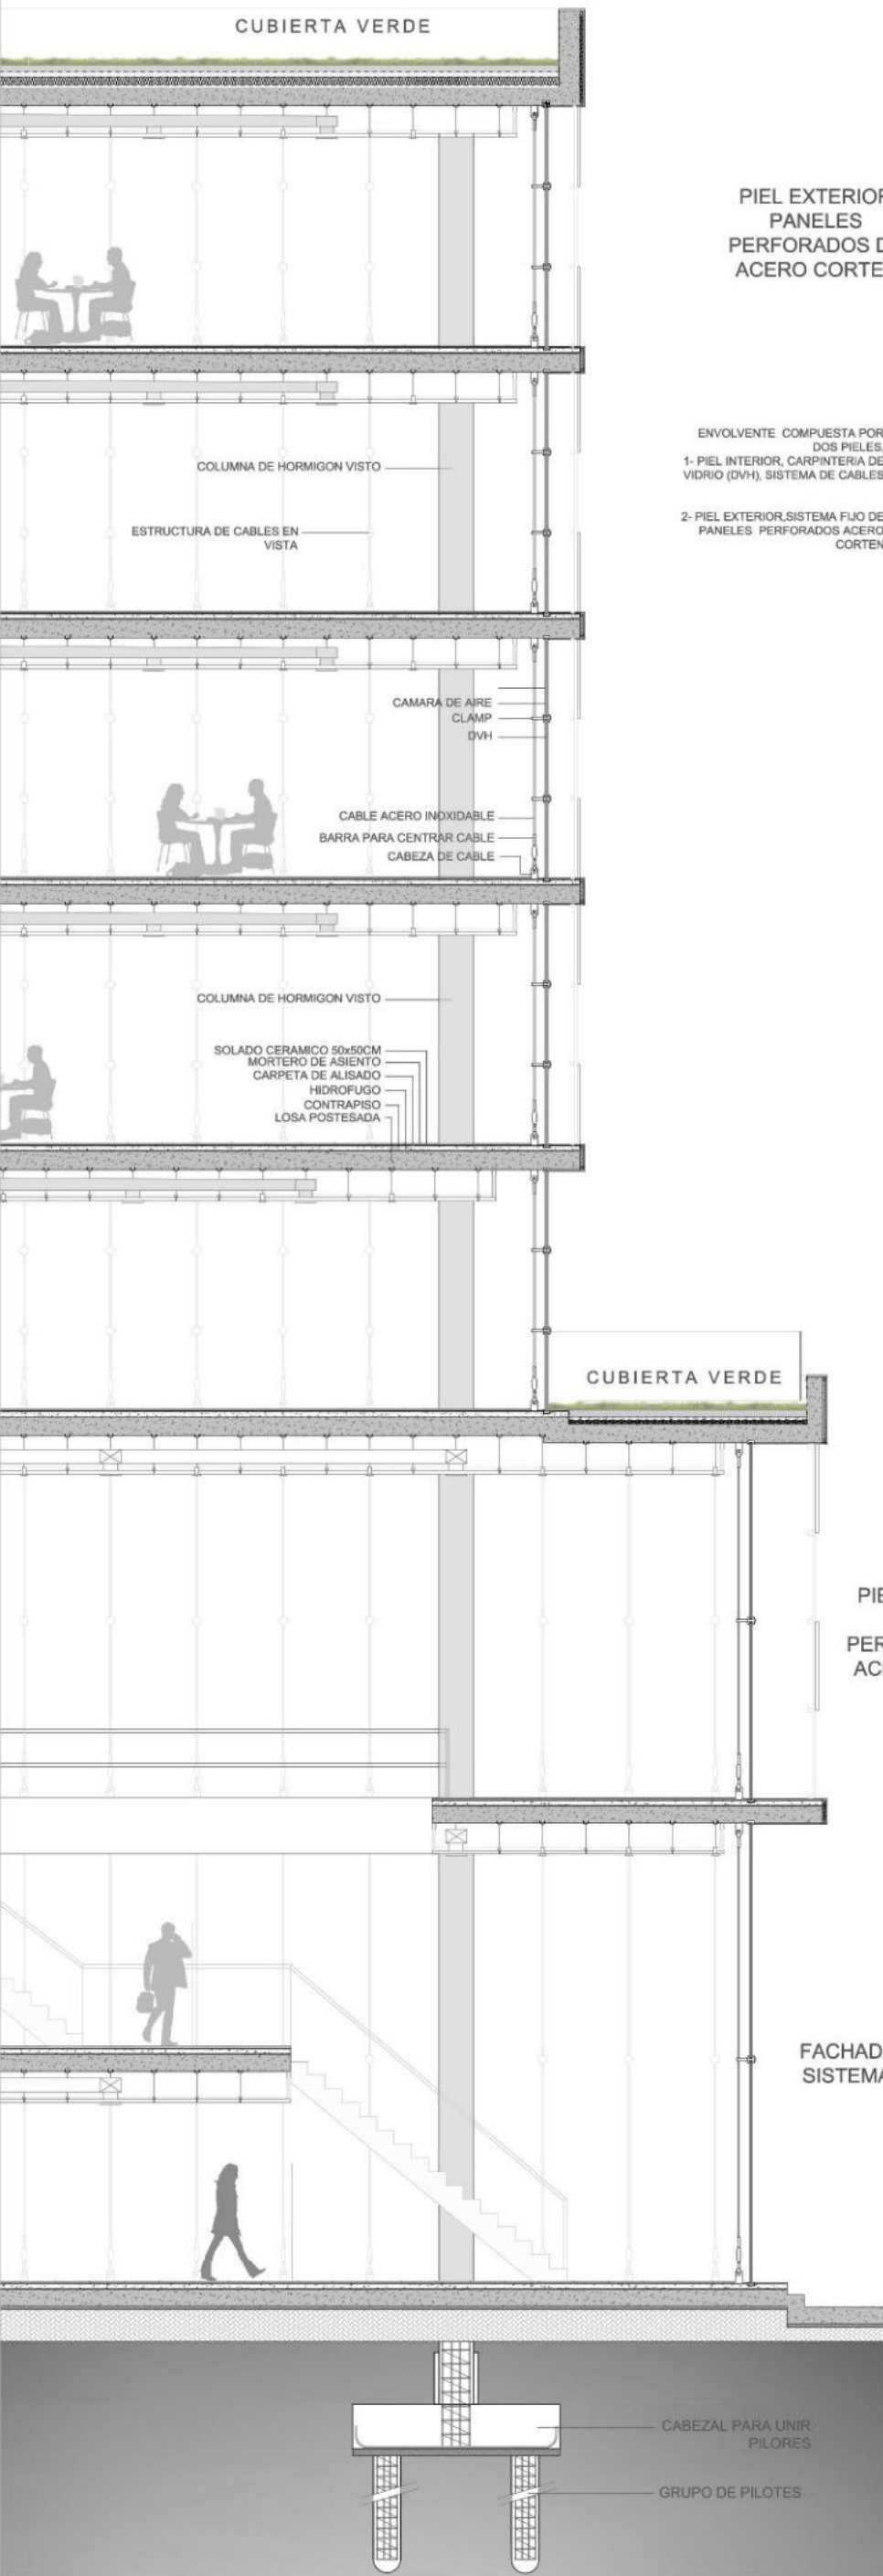 CUBIERTA VERDE
PIEL EXTERIOR
PANELES
PERFORADOS D
ACERO CORTE
ENVOLVENTE COMPUESTA POR
DOS PIELES.
1- PIEL INTERIOR, CARPINTERIA DE
VIDRIO (DVH), SISTEMA DE CABLES
2- PIEL EXTERIOR,SISTEMA FIJO DE
PANELES PERFORADOS ACERO
CORTEN
COLUMNA DE HORMIGON VISTO
ESTRUCTURA DE CABLES EN
VISTA
CAMARA DE AIRE
CLAMP
DVH
CABLE ACERO INOXIDABLE
BARRA PARA CENTRAR CABLE
CABEZA DE CABLE
COLUMNA DE HORMIGON VISTO
SOLADO CERAMICO 50x50CM
MORTERO DE ASIENTO
CARPETA DE ALISADO
HIDROFUGO
CONTRAPISO
LOSA POSTESADA
CUBIERTA VERDE
PIE
PER
ACE
FACHADA
SISTEMA
CABEZAL PARA UNIR
PILORES
GRUPO DE PILOTES